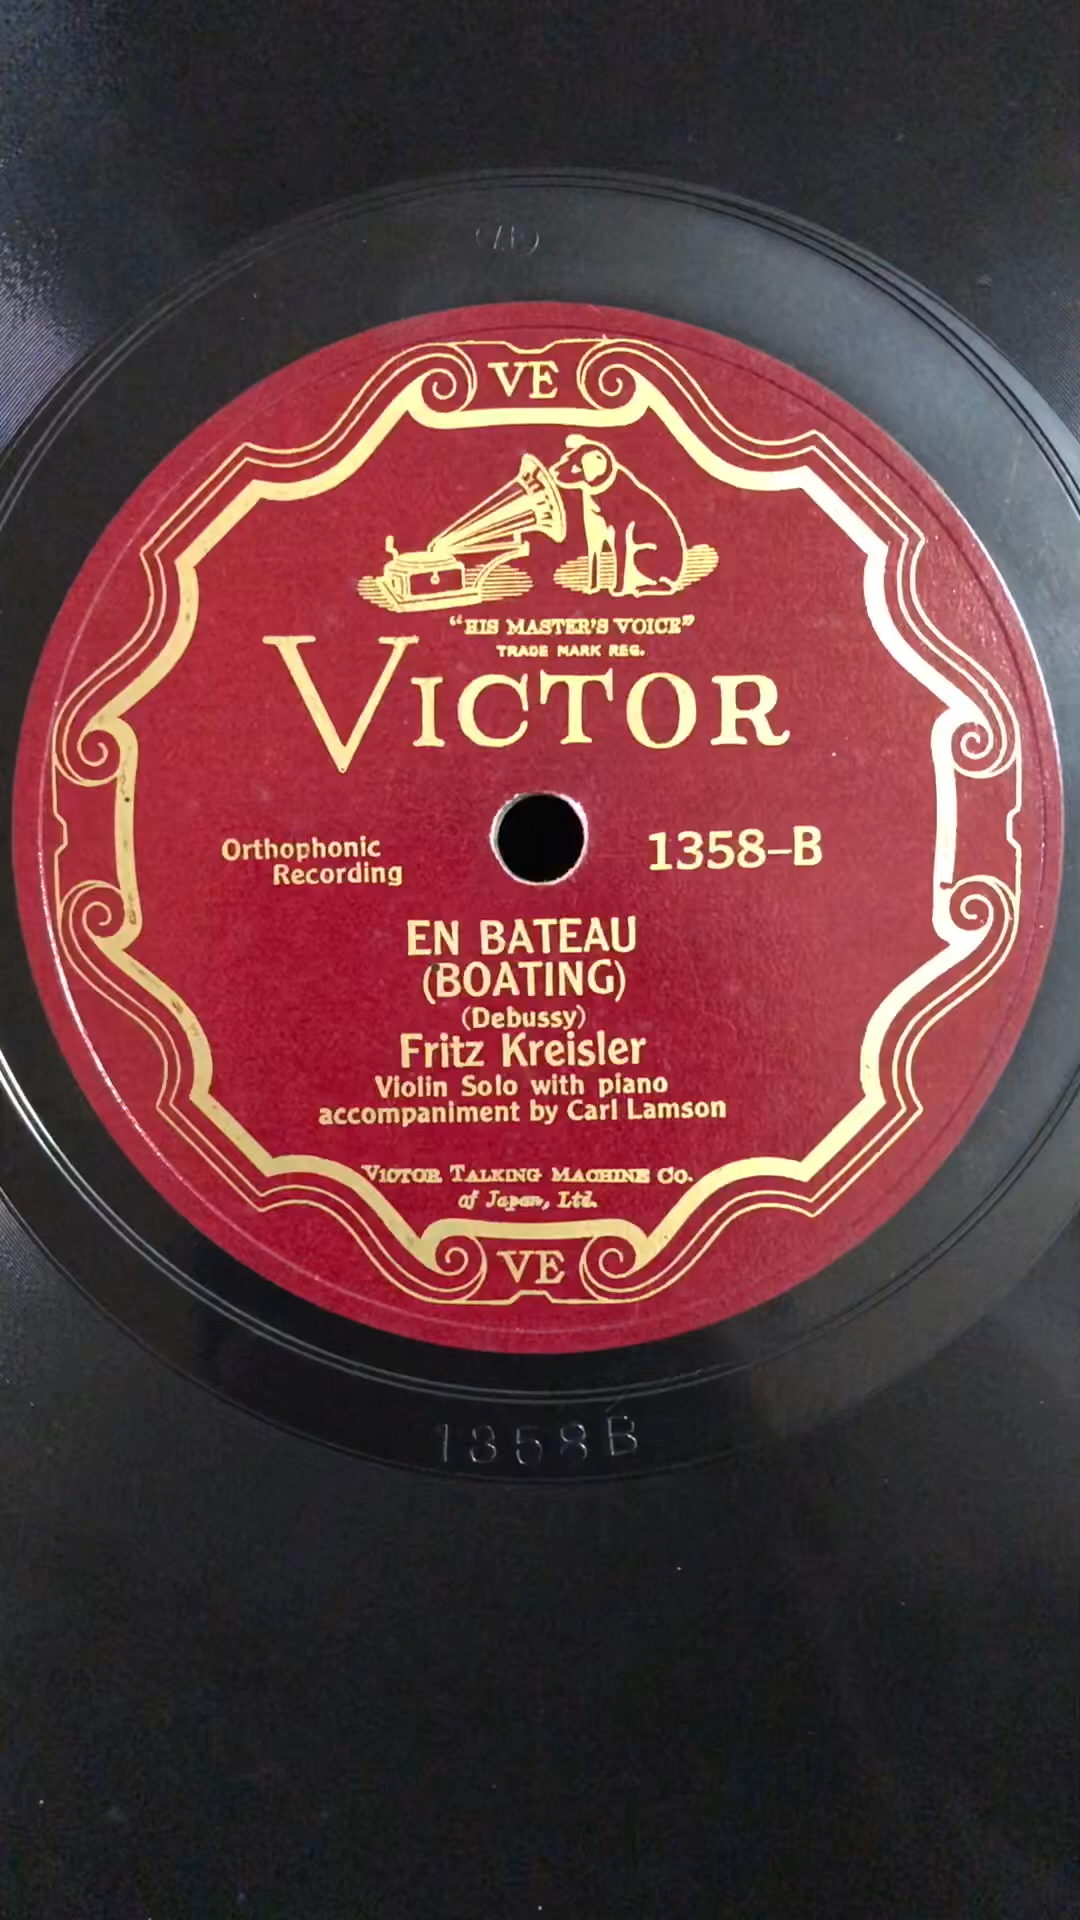 VE
"HIS MASTER'S VOICE"
TRADE MARK REG.
VICTOR
Orthophonic
Recording
1358-B
EN BATEAU
(BOATING)
(Debussy)
Fritz Kreisler
Violin Solo with piano
accompaniment by Carl Lamson
VICTOR TALKING MACHINE CO.
of Japan, Ltd.
VE
1358B